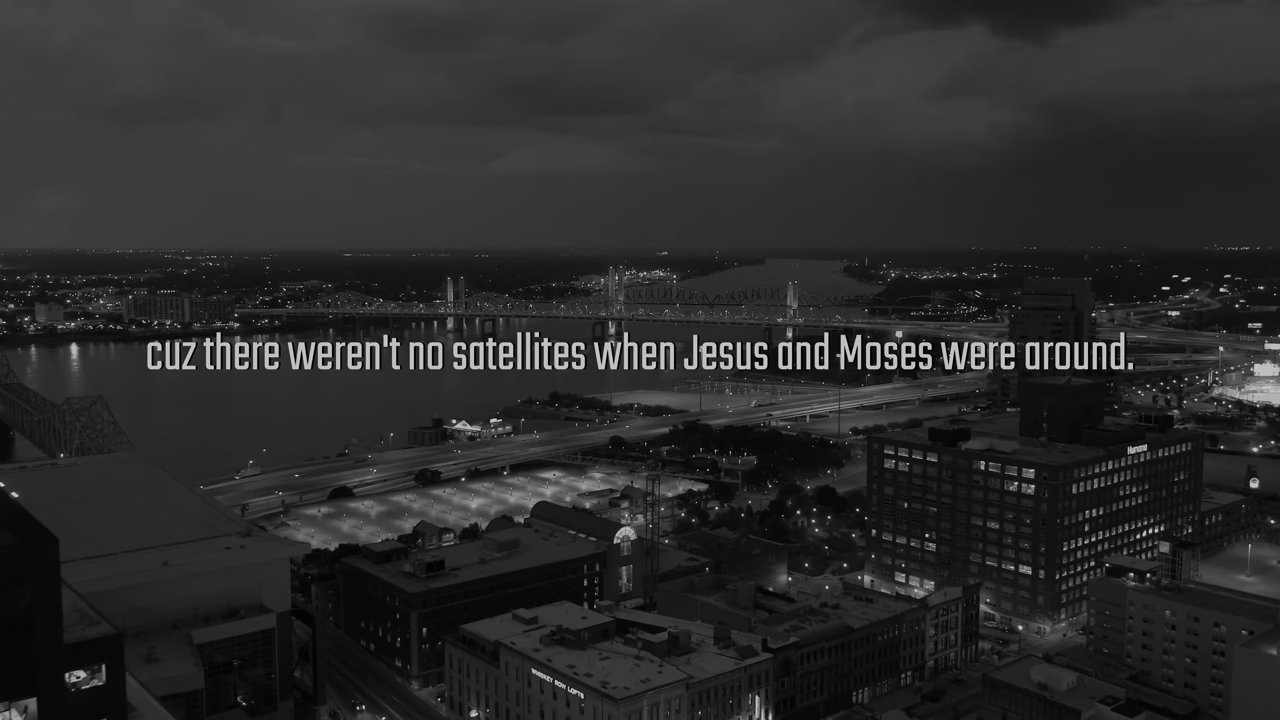 cuz there weren't no satellites when Jesus and Moses were around.
Humana
WHISKEY ROW LOFTS